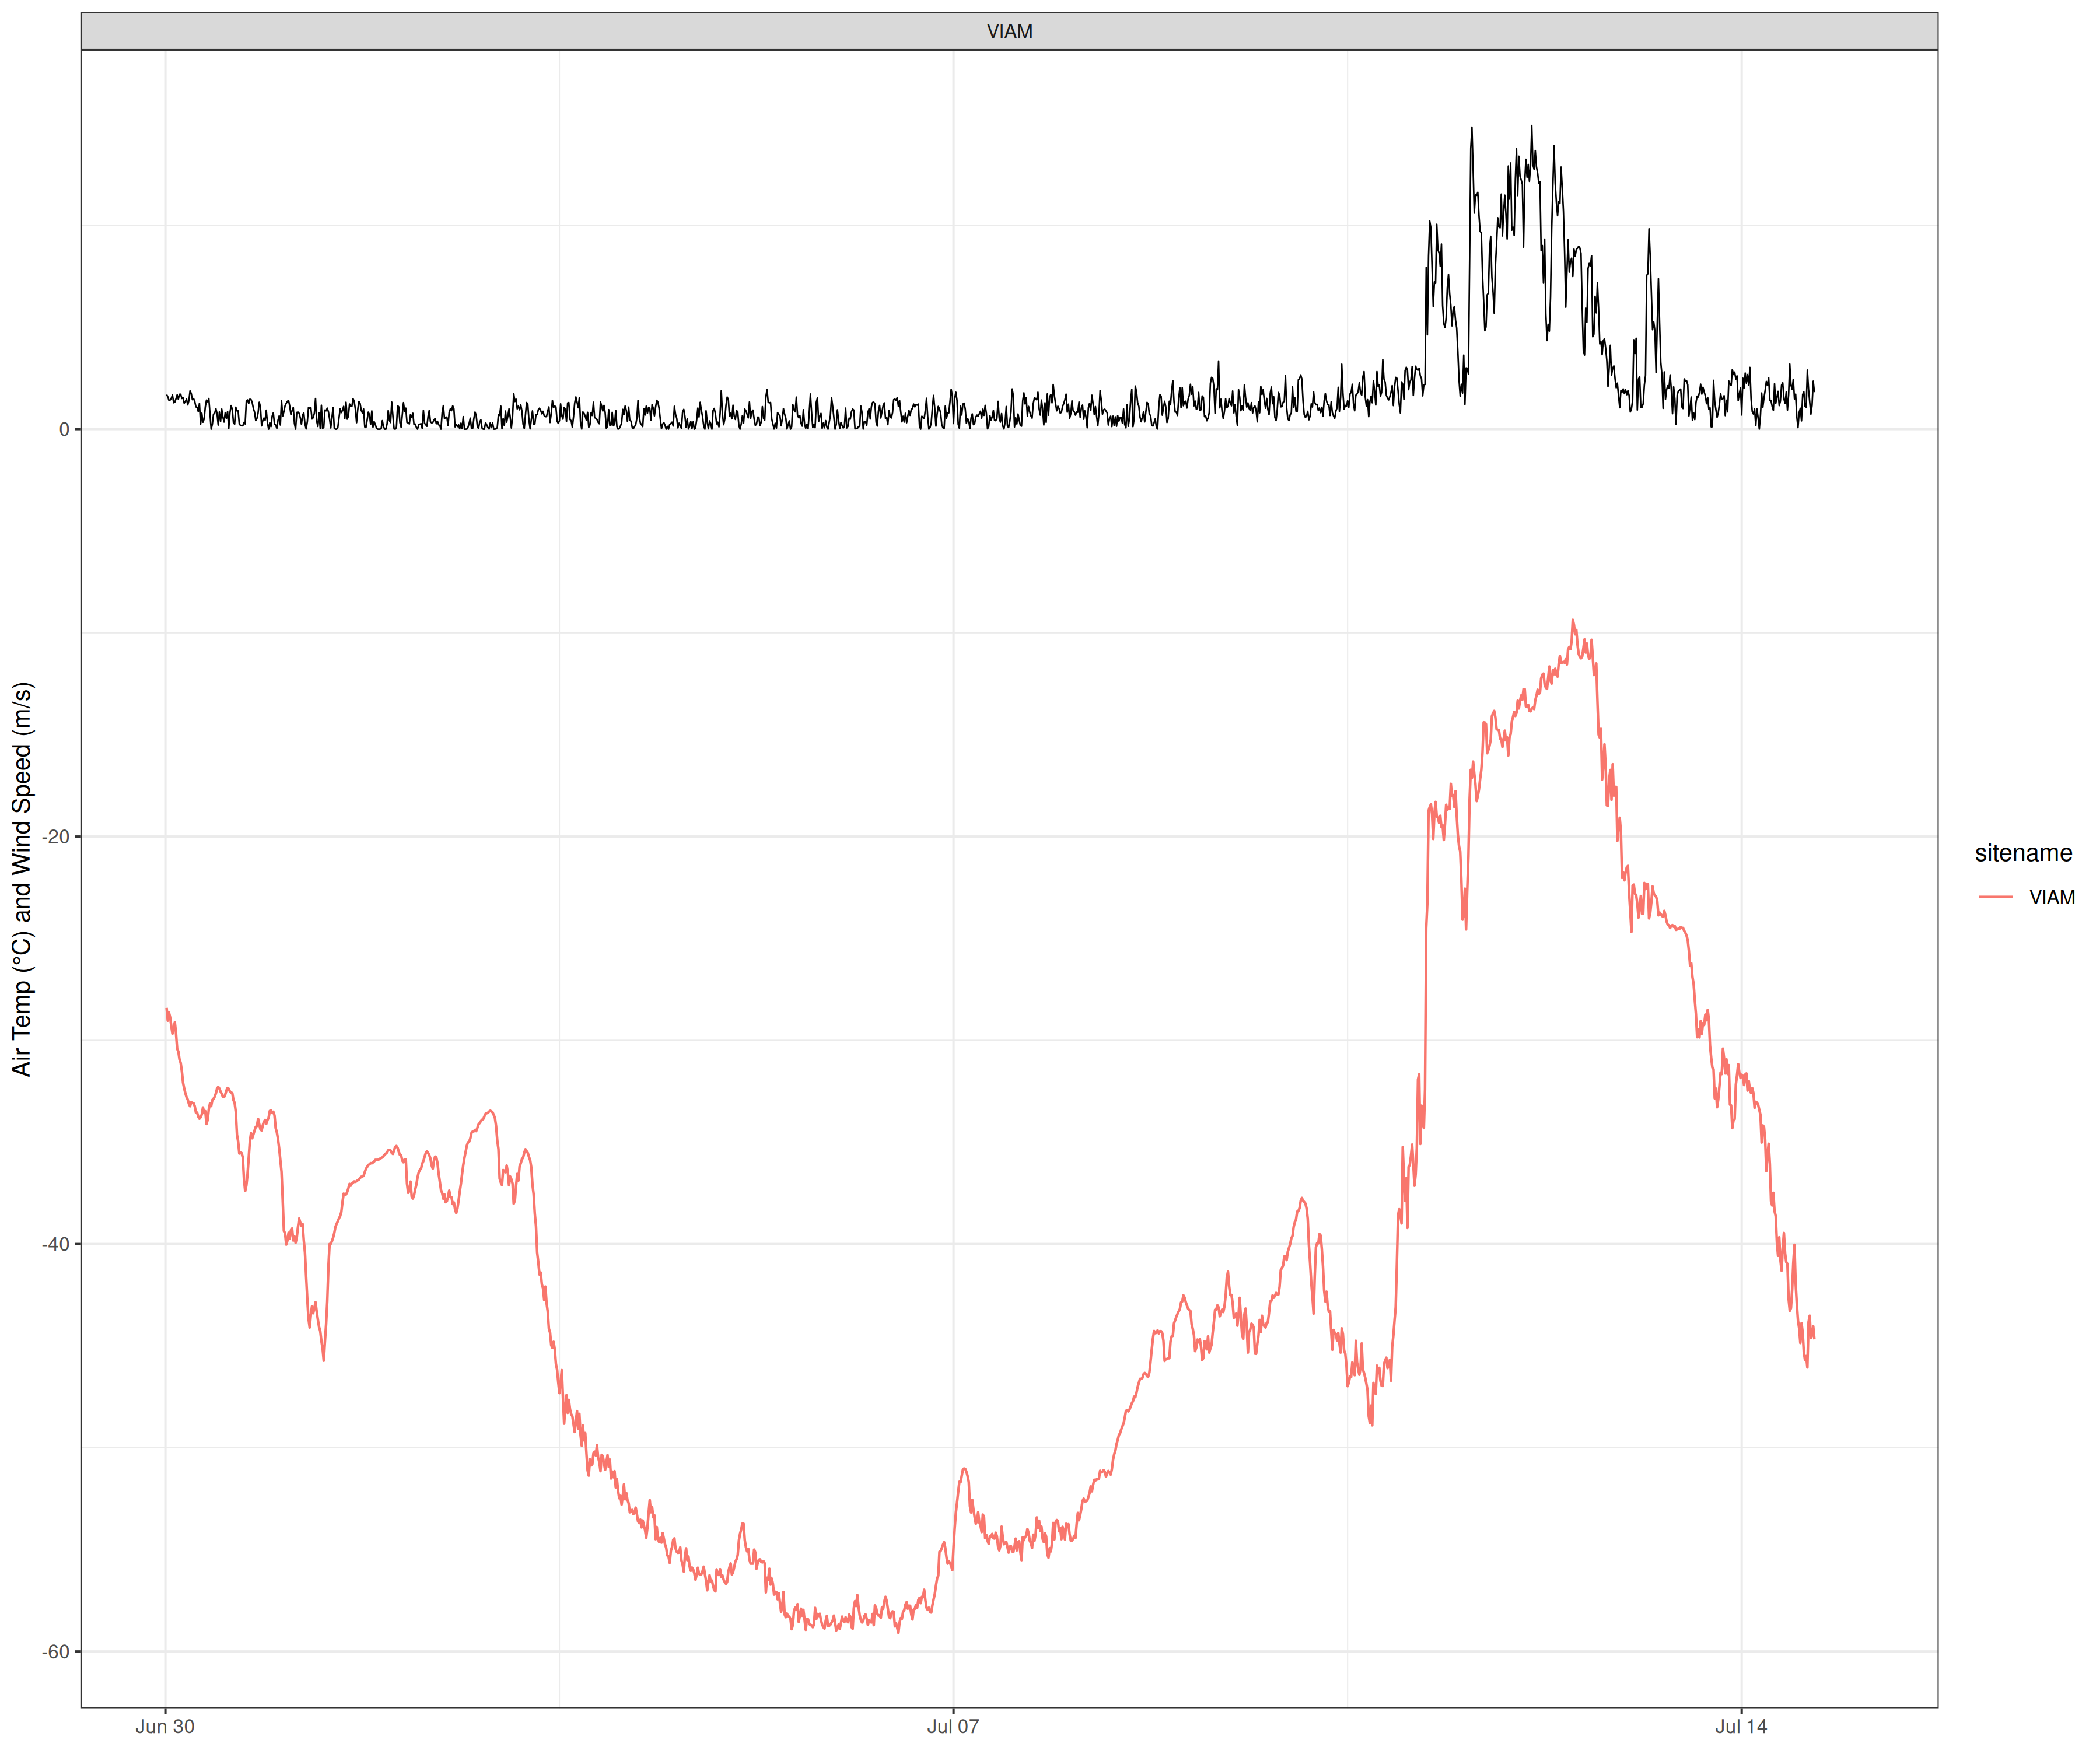 VIAM
Air Temp (°C) and Wind Speed (m/s)
0
-20
-40
-60
Jun 30
Jul 07
Jul 14
sitename
VIAM